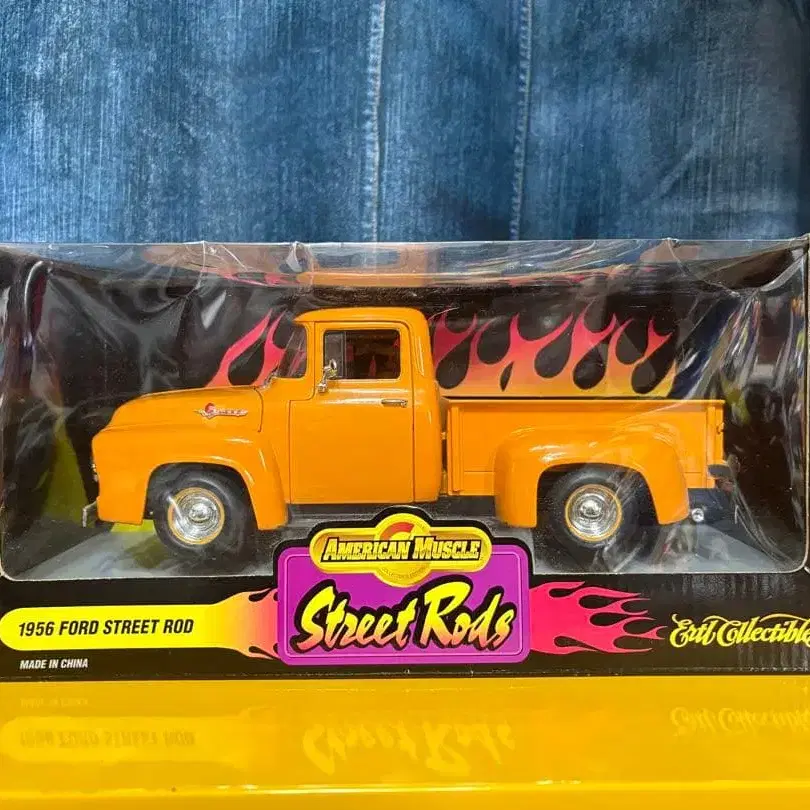 AMERICAN MUSCLE
Street Rods
1956 FORD STREET ROD
MADE IN CHINA
Ertl Collectibles